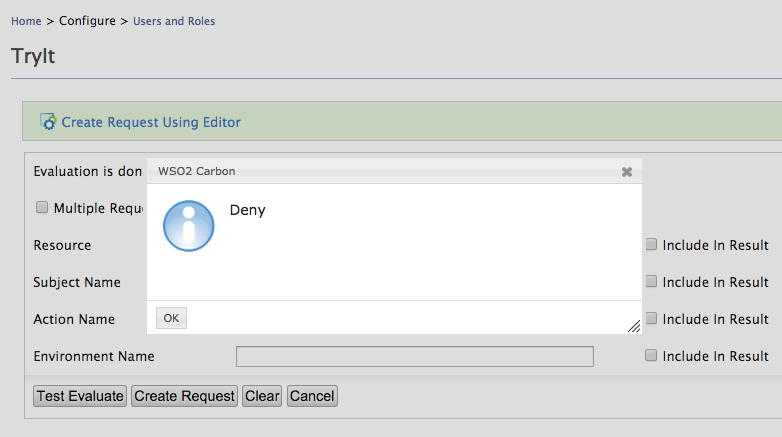 Home > Configure > Users and Roles
TryIt
Create Request Using Editor
Evaluation is don
WSO2 Carbon
Multiple Requ
Deny
Resource
Include In Result
Subject Name
Include In Result
Action Name
OK
Include In Result
Environment Name
Include In Result
Test Evaluate Create Request Clear Cancel